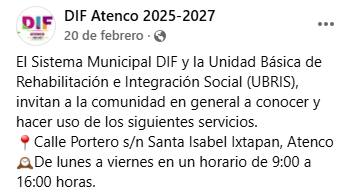 DIF
ATENCO
DIF Atenco 2025-2027
20 de febrero ·
El Sistema Municipal DIF y la Unidad Básica de
Rehabilitación e Integración Social (UBRIS),
invitan a la comunidad en general a conocer y
hacer uso de los siguientes servicios.
📍Calle Portero s/n Santa Isabel Ixtapan, Atenco
🕰️De lunes a viernes en un horario de 9:00 a
16:00 horas.